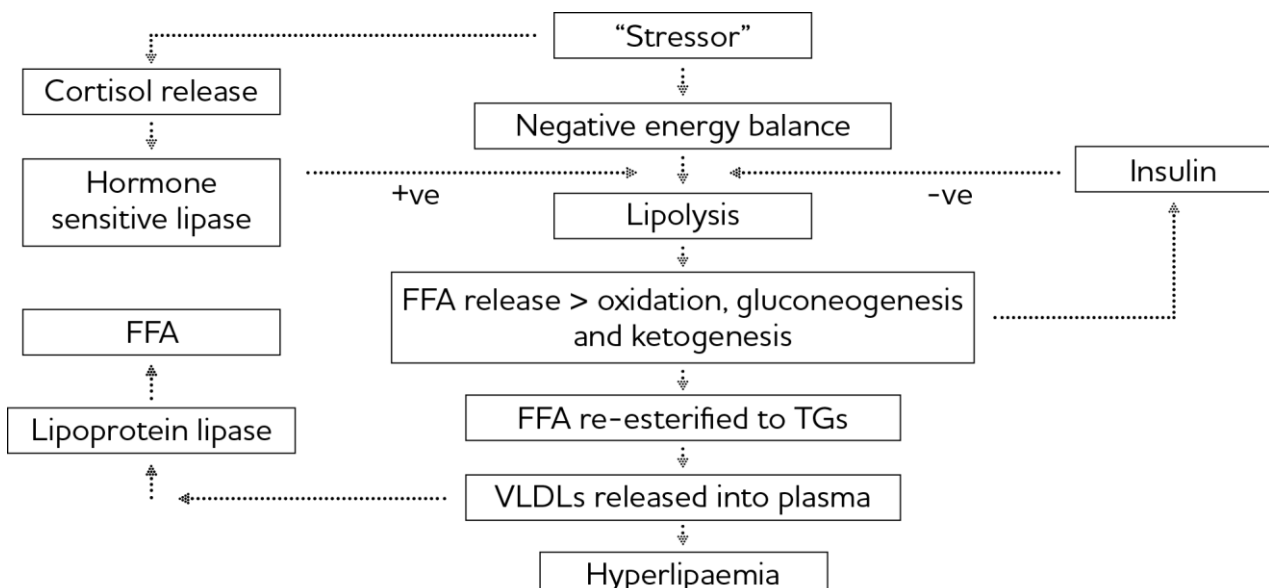 “Stressor”
Cortisol release
Negative energy balance
Hormone
sensitive lipase
+ve
-ve
Insulin
Lipolysis
FFA release > oxidation, gluconeogenesis
and ketogenesis
FFA
FFA re-esterified to TGs
Lipoprotein lipase
VLDLs released into plasma
Hyperlipaemia